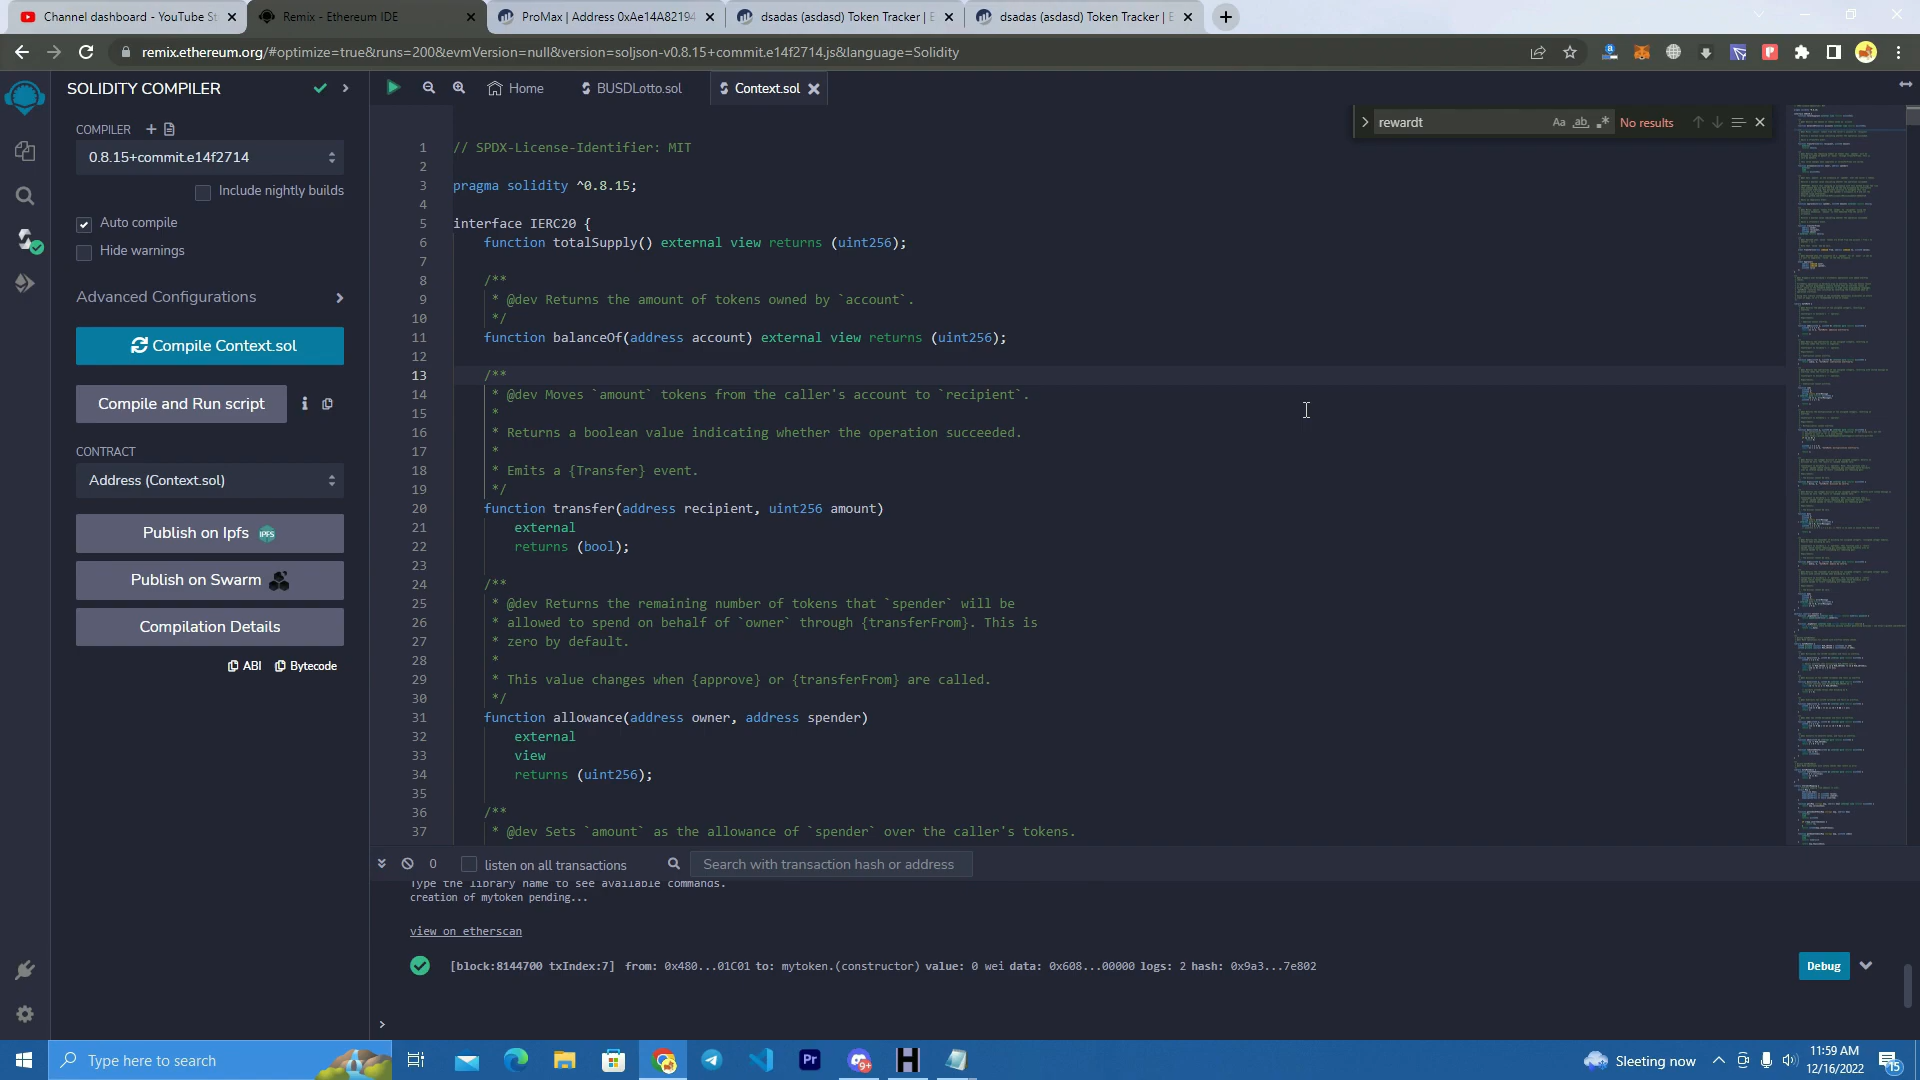 Channel dashboard - YouTube St
Remix - Ethereum IDE
ProMax | Address 0xAe14A82194
dsadas (asdasd) Token Tracker | E
dsadas (asdasd) Token Tracker | E
remix.ethereum.org/#optimize=true&runs=200&evmVersion=null&version=soljson-v0.8.15+commit.e14f2714.js&language=Solidity
SOLIDITY COMPILER
COMPILER
0.8.15+commit.e14f2714
Include nightly builds
Auto compile
Hide warnings
Advanced Configurations
Compile Context.sol
Compile and Run script
CONTRACT
Address (Context.sol)
Publish on Ipfs
IPFS
Publish on Swarm
Compilation Details
ABI
Bytecode
Home
BUSDLotto.sol
Context.sol
rewardt
Aa
ab
No results
1 // SPDX-License-Identifier: MIT
2
3 pragma solidity ^0.8.15;
4
5 interface IERC20 {
6 function totalSupply() external view returns (uint256);
7
8 /**
9 * @dev Returns the amount of tokens owned by `account`.
10 */
11 function balanceOf(address account) external view returns (uint256);
12
13 /**
14 * @dev Moves `amount` tokens from the caller's account to `recipient`.
15 *
16 * Returns a boolean value indicating whether the operation succeeded.
17 *
18 * Emits a {Transfer} event.
19 */
20 function transfer(address recipient, uint256 amount)
21 external
22 returns (bool);
23
24 /**
25 * @dev Returns the remaining number of tokens that `spender` will be
26 * allowed to spend on behalf of `owner` through {transferFrom}. This is
27 * zero by default.
28 *
29 * This value changes when {approve} or {transferFrom} are called.
30 */
31 function allowance(address owner, address spender)
32 external
33 view
34 returns (uint256);
35
36 /**
37 * @dev Sets `amount` as the allowance of `spender` over the caller's tokens.
0
listen on all transactions
Search with transaction hash or address
Type the library name to see available commands.
creation of mytoken pending...
view on etherscan
[block:8144700 txIndex:7] from: 0x480...01C01 to: mytoken.(constructor) value: 0 wei data: 0x608...00000 logs: 2 hash: 0x9a3...7e802
Debug
>
Type here to search
Pr
9+
H
Sleeting now
11:59 AM
12/16/2022
15